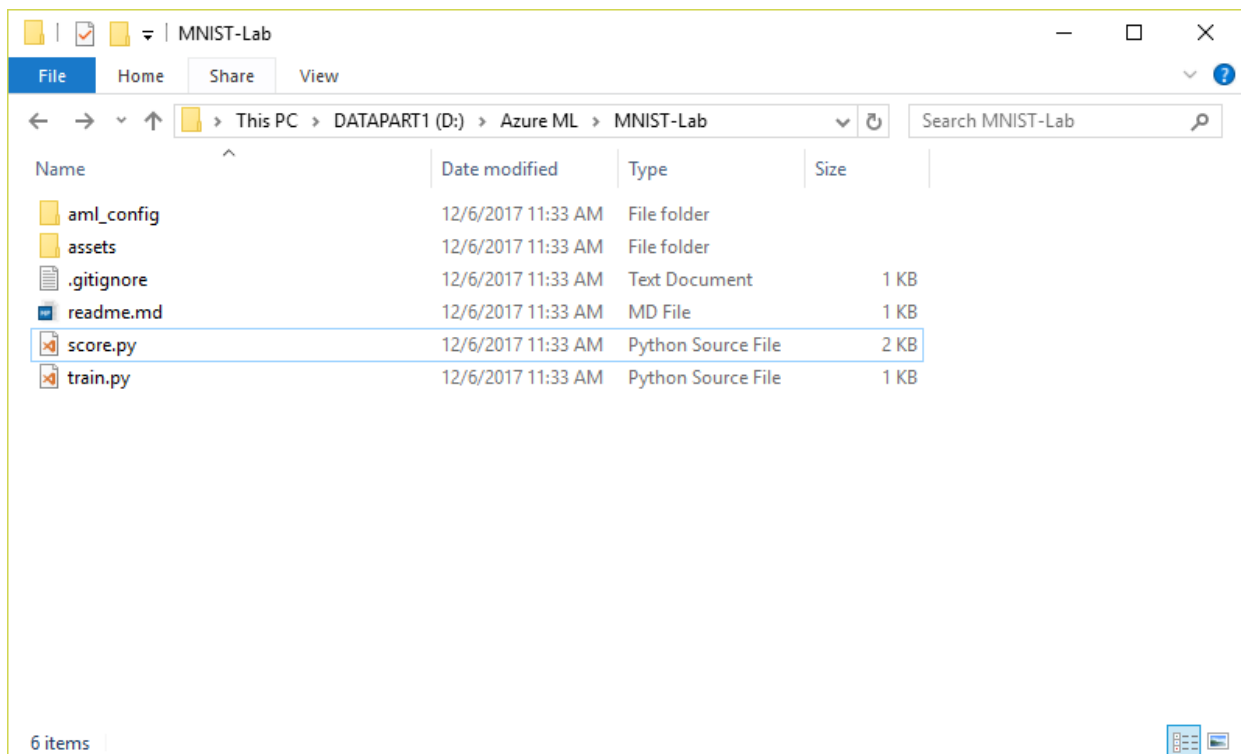 MNIST-Lab
File Home Share View
This PC DATAPART1 (D:) Azure ML MNIST-Lab Search MNIST-Lab
Name Date modified Type Size
aml_config 12/6/2017 11:33 AM File folder
assets 12/6/2017 11:33 AM File folder
.gitignore 12/6/2017 11:33 AM Text Document 1 KB
readme.md 12/6/2017 11:33 AM MD File 1 KB
score.py 12/6/2017 11:33 AM Python Source File 2 KB
train.py 12/6/2017 11:33 AM Python Source File 1 KB
6 items